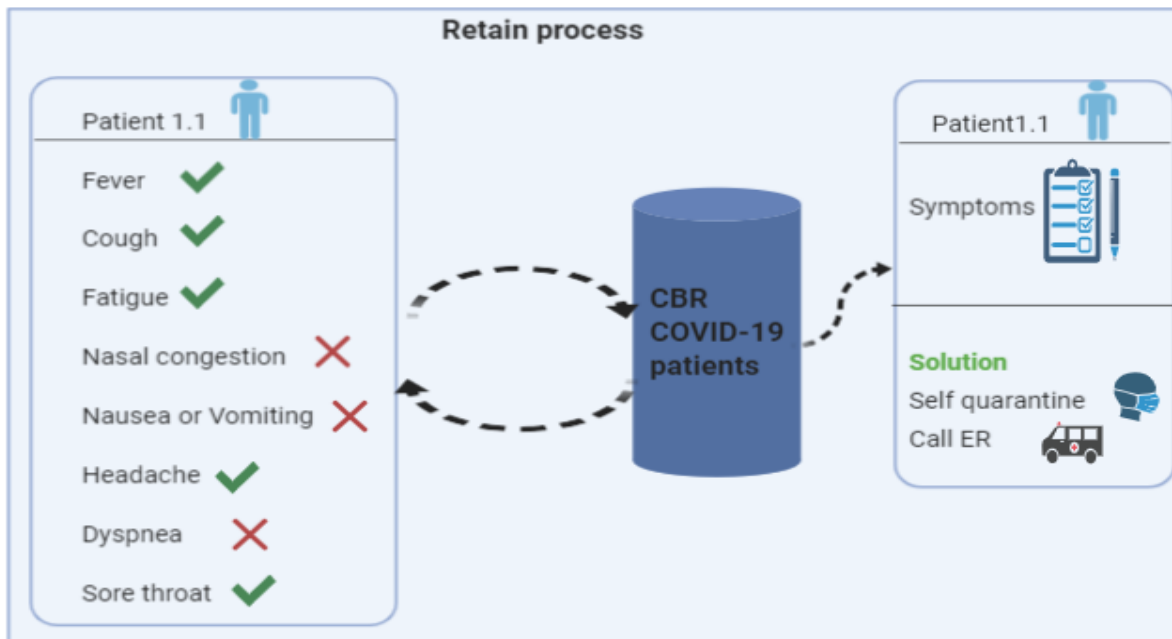 Retain process
Patient 1.1
Fever
Cough
Fatigue
Nasal congestion
Nausea or Vomiting
Headache
Dyspnea
Sore throat
CBR
COVID-19
patients
Patient1.1
Symptoms
Solution
Self quarantine
Call ER